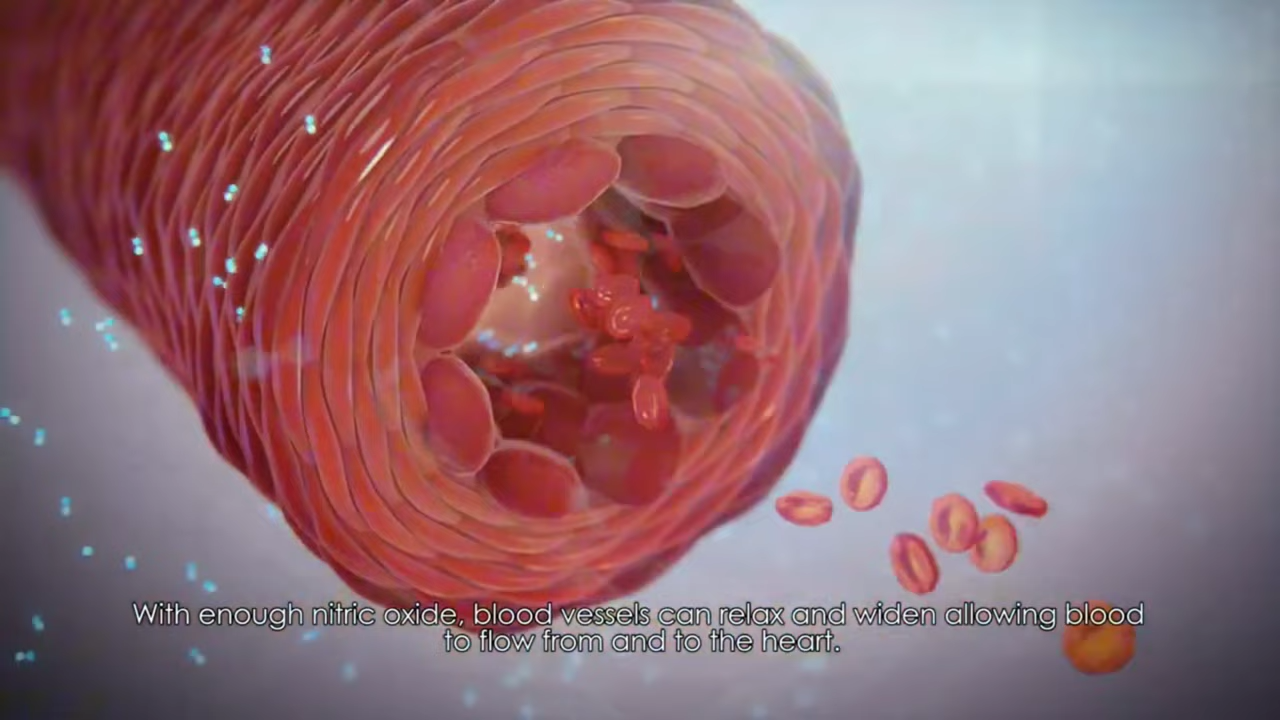 With enough nitric oxide, blood vessels can relax and widen allowing blood
to flow from and to the heart.